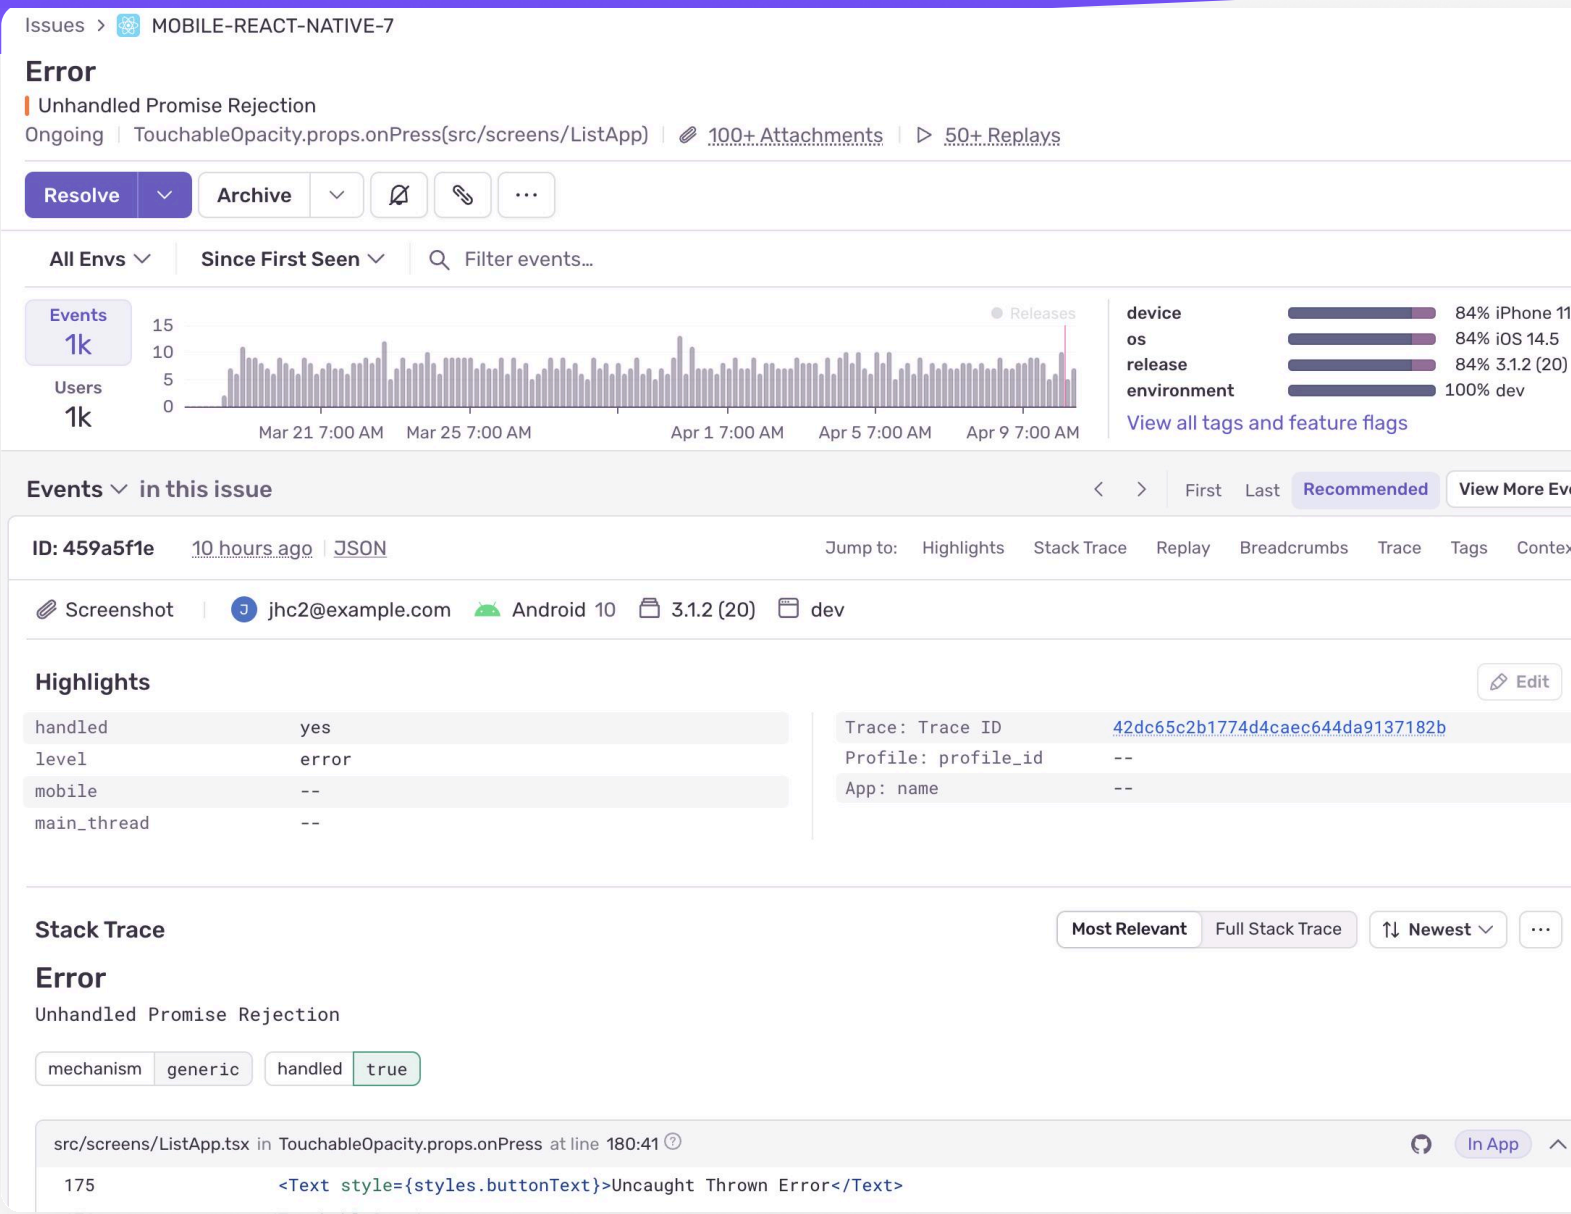 Issues > MOBILE-REACT-NATIVE-7
Error
Unhandled Promise Rejection
Ongoing TouchableOpacity.props.onPress(src/screens/ListApp) 100+ Attachments 50+ Replays
Resolve Archive ...
All Envs Since First Seen Filter events...
Events
1k
Users
1k
15
10
5
0
Releases
Mar 21 7:00 AM Mar 25 7:00 AM Apr 1 7:00 AM Apr 5 7:00 AM Apr 9 7:00 AM
device 84% iPhone 11
os 84% iOS 14.5
release 84% 3.1.2 (20)
environment 100% dev
View all tags and feature flags
Events in this issue First Last Recommended View More Eve
ID: 459a5f1e 10 hours ago JSON Jump to: Highlights Stack Trace Replay Breadcrumbs Trace Tags Contex
Screenshot J jhc2@example.com Android 10 3.1.2 (20) dev
Highlights Edit
handled yes
level error
mobile --
main_thread --
Trace: Trace ID 42dc65c2b1774d4caec644da9137182b
Profile: profile_id --
App: name --
Stack Trace Most Relevant Full Stack Trace Newest ...
Error
Unhandled Promise Rejection
mechanism generic handled true
src/screens/ListApp.tsx in TouchableOpacity.props.onPress at line 180:41 ? In App
175 <Text style={styles.buttonText}>Uncaught Thrown Error</Text>